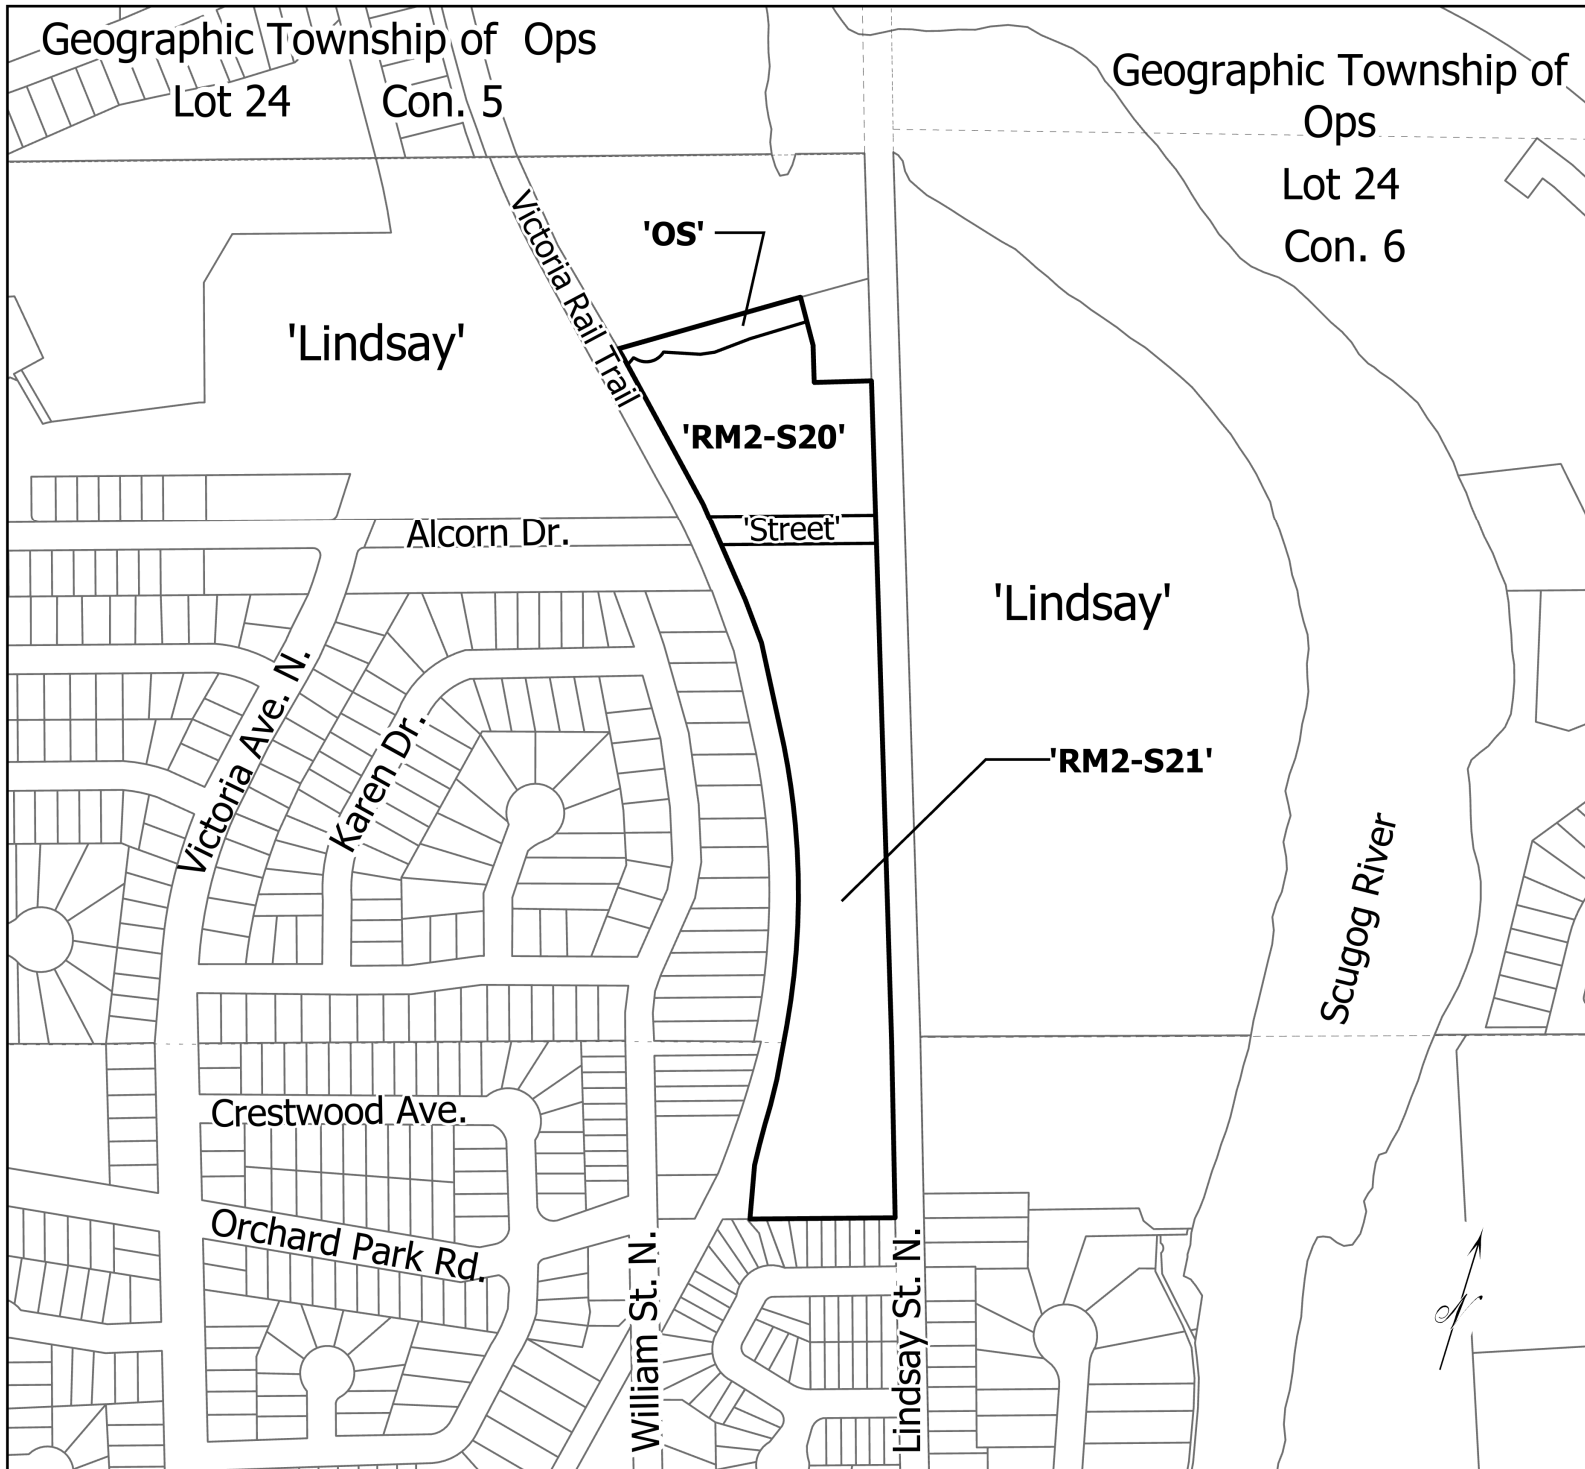 Geographic Township of Ops
Lot 24 Con. 5
Geographic Township of
Ops
Lot 24
Con. 6
Victoria Rail Trail
'OS'
'Lindsay'
'RM2-S20'
Alcorn Dr.
'Street'
'Lindsay'
Victoria Ave. N.
Karen Dr.
'RM2-S21'
Scugog River
Crestwood Ave.
Orchard Park Rd.
William St. N.
Lindsay St. N.
N